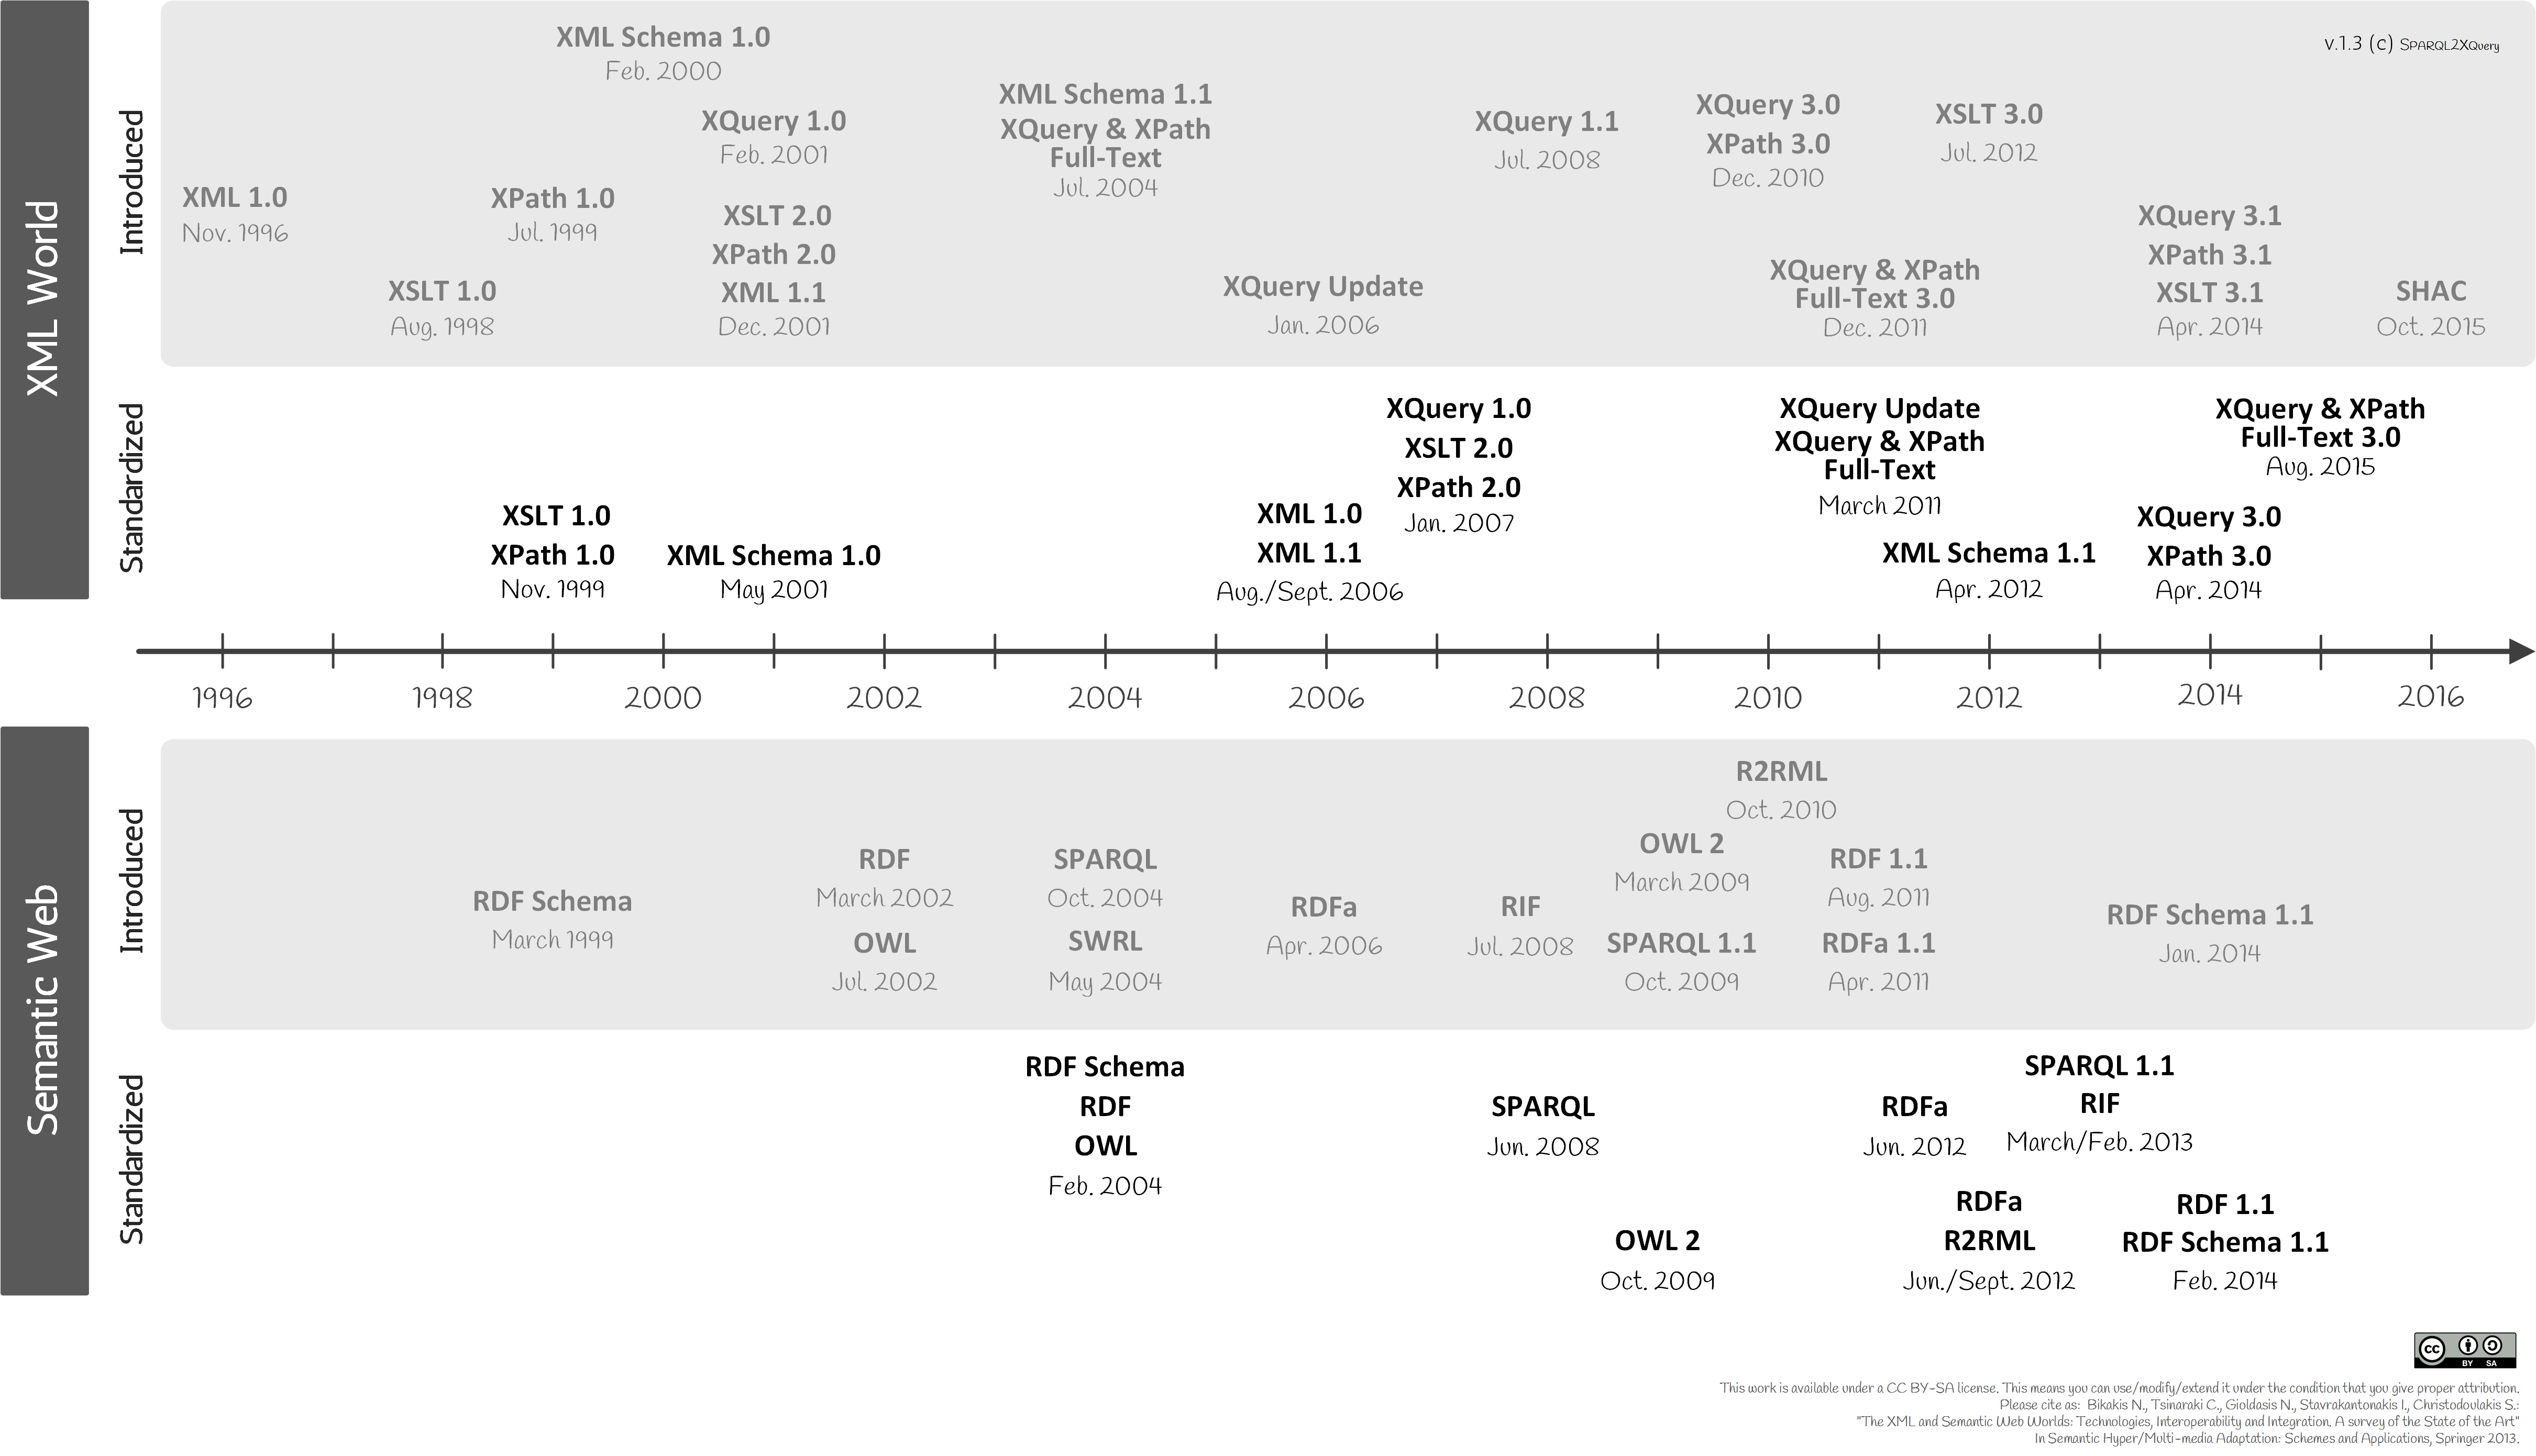 XML World
Introduced
v.1.3 (c) SPARQL2XQuery
XML Schema 1.0
Feb. 2000
XQuery 1.0
Feb. 2001
XML Schema 1.1
XQuery & XPath
Full-Text
Jul. 2004
XQuery 1.1
Jul. 2008
XQuery 3.0
XPath 3.0
Dec. 2010
XSLT 3.0
Jul. 2012
XML 1.0
Nov. 1996
XPath 1.0
Jul. 1999
XSLT 2.0
XPath 2.0
XML 1.1
Dec. 2001
XSLT 1.0
Aug. 1998
XQuery Update
Jan. 2006
XQuery & XPath
Full-Text 3.0
Dec. 2011
XQuery 3.1
XPath 3.1
XSLT 3.1
Apr. 2014
SHAC
Oct. 2015
Standardized
XSLT 1.0
XPath 1.0
Nov. 1999
XML Schema 1.0
May 2001
XML 1.0
XML 1.1
Aug./Sept. 2006
XQuery 1.0
XSLT 2.0
XPath 2.0
Jan. 2007
XQuery Update
XQuery & XPath
Full-Text
March 2011
XML Schema 1.1
Apr. 2012
XQuery & XPath
Full-Text 3.0
Aug. 2015
XQuery 3.0
XPath 3.0
Apr. 2014
1996 1998 2000 2002 2004 2006 2008 2010 2012 2014 2016
Semantic Web
Introduced
RDF Schema
March 1999
RDF
March 2002
OWL
Jul. 2002
SPARQL
Oct. 2004
SWRL
May 2004
RDFa
Apr. 2006
RIF
Jul. 2008
R2RML
Oct. 2010
OWL 2
March 2009
SPARQL 1.1
Oct. 2009
RDF 1.1
Aug. 2011
RDFa 1.1
Apr. 2011
RDF Schema 1.1
Jan. 2014
Standardized
RDF Schema
RDF
OWL
Feb. 2004
SPARQL
Jun. 2008
OWL 2
Oct. 2009
RDFa
Jun. 2012
SPARQL 1.1
RIF
March/Feb. 2013
RDFa
R2RML
Jun./Sept. 2012
RDF 1.1
RDF Schema 1.1
Feb. 2014
cc BY SA
This work is available under a CC BY-SA license. This means you can use/modify/extend it under the condition that you give proper attribution.
Please cite as: Bikakis N., Tsinaraki C., Gioldasis N., Stavrakantonakis I., Christodoulakis S.:
"The XML and Semantic Web Worlds: Technologies, Interoperability and Integration. A survey of the State of the Art"
In Semantic Hyper/Multi-media Adaptation: Schemes and Applications, Springer 2013.